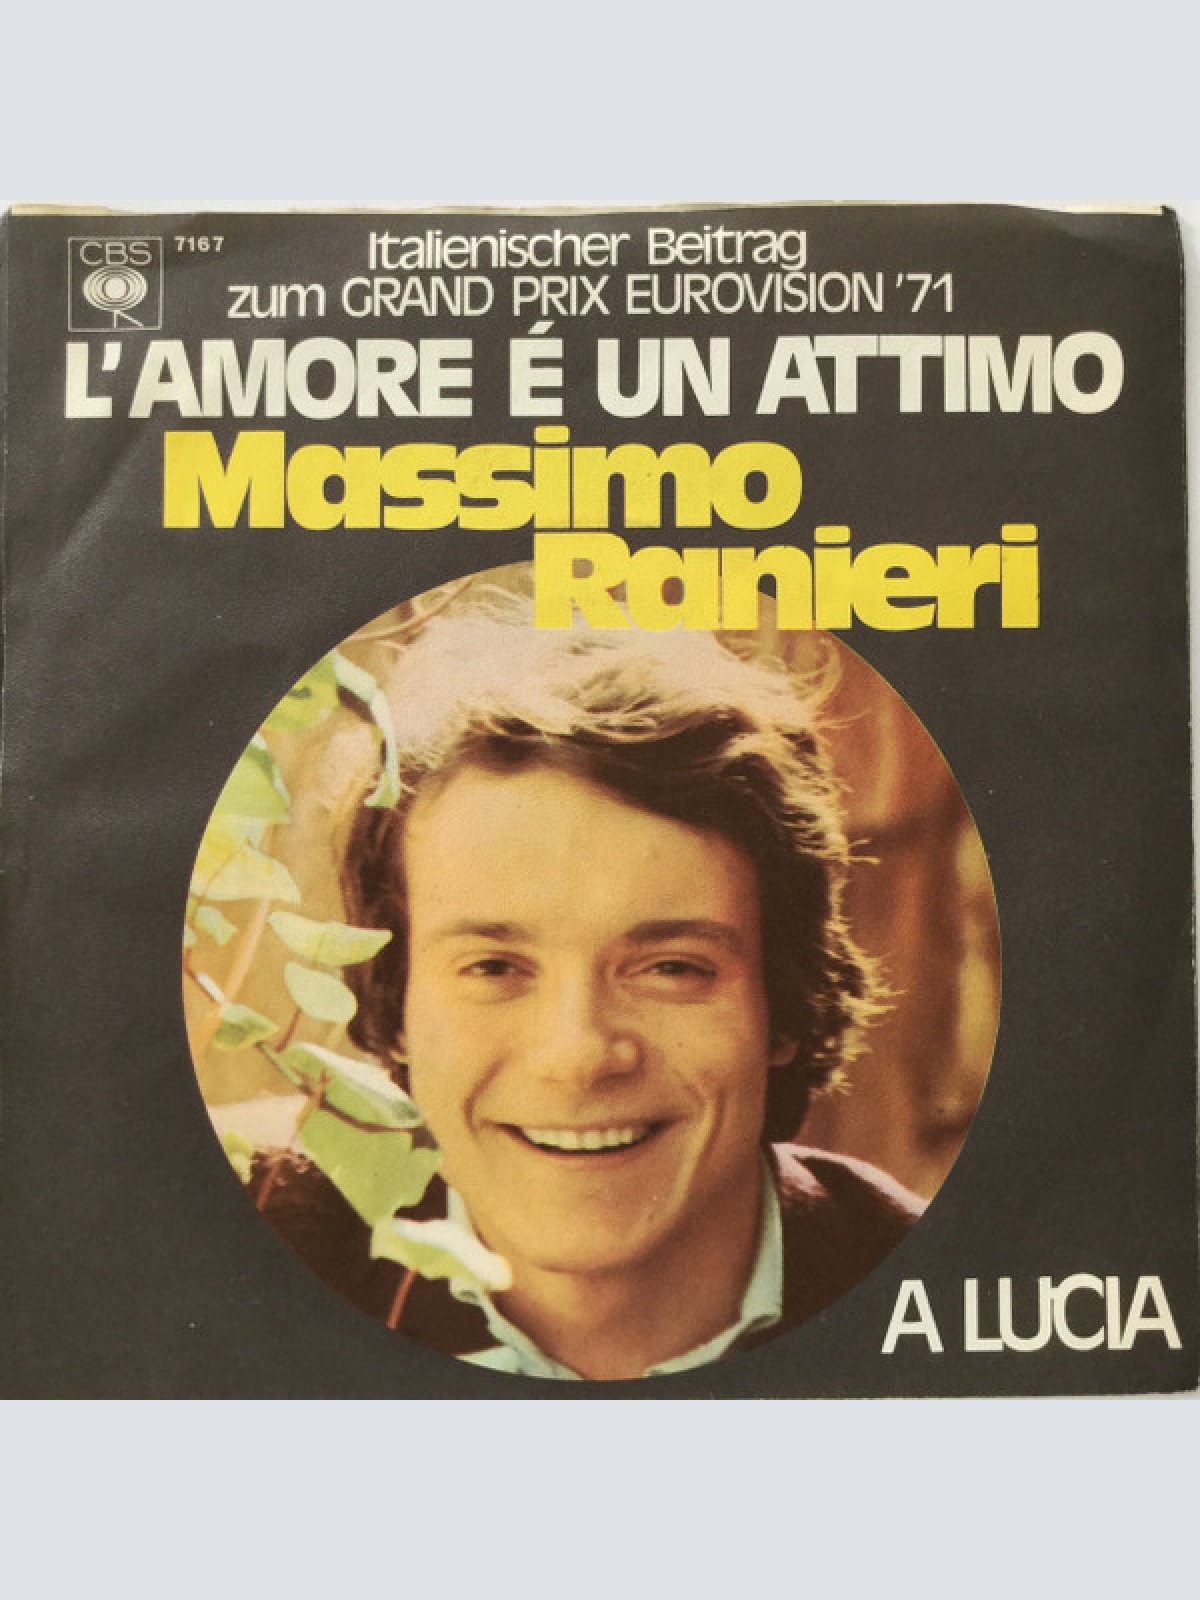 CBS
7167
Italienischer Beitrag
zum GRAND PRIX EUROVISION '71
L'AMORE É UN ATTIMO
Massimo
Ranieri
A LUCIA